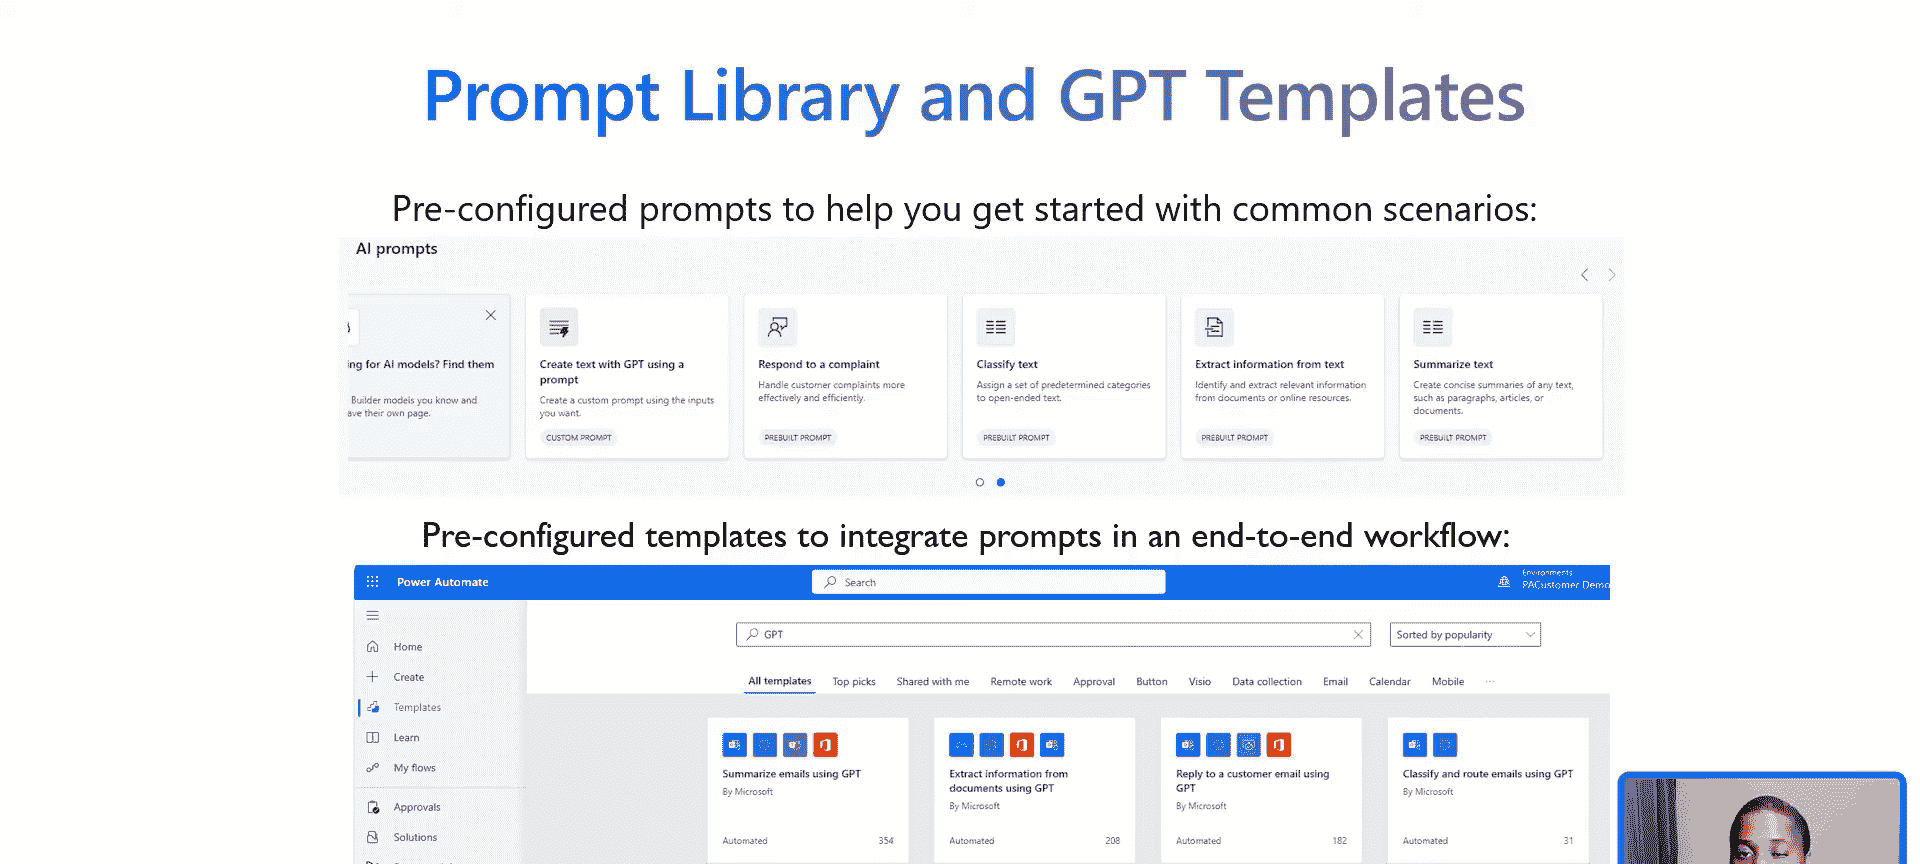 Prompt Library and GPT Templates
Pre-configured prompts to help you get started with common scenarios:
AI prompts
ing for AI models? Find them
Builder models you know and
ave their own page.
Create text with GPT using a
prompt
Create a custom prompt using the inputs
you want.
CUSTOM PROMPT
Respond to a complaint
Handle customer complaints more
effectively and efficiently.
PREBUILT PROMPT
Classify text
Assign a set of predetermined categories
to open-ended text.
PREBUILT PROMPT
Extract information from text
Identify and extract relevant information
from documents or online resources.
PREBUILT PROMPT
Summarize text
Create concise summaries of any text,
such as paragraphs, articles, or
documents.
PREBUILT PROMPT
Pre-configured templates to integrate prompts in an end-to-end workflow:
Power Automate
Search
Environments
PACustomer Demo
Home
Create
Templates
Learn
My flows
Approvals
Solutions
GPT
Sorted by popularity
All templates Top picks Shared with me Remote work Approval Button Visio Data collection Email Calendar Mobile ...
Summarize emails using GPT
By Microsoft
Automated 354
Extract information from
documents using GPT
By Microsoft
Automated 208
Reply to a customer email using
GPT
By Microsoft
Automated 182
Classify and route emails using GPT
By Microsoft
Automated 31